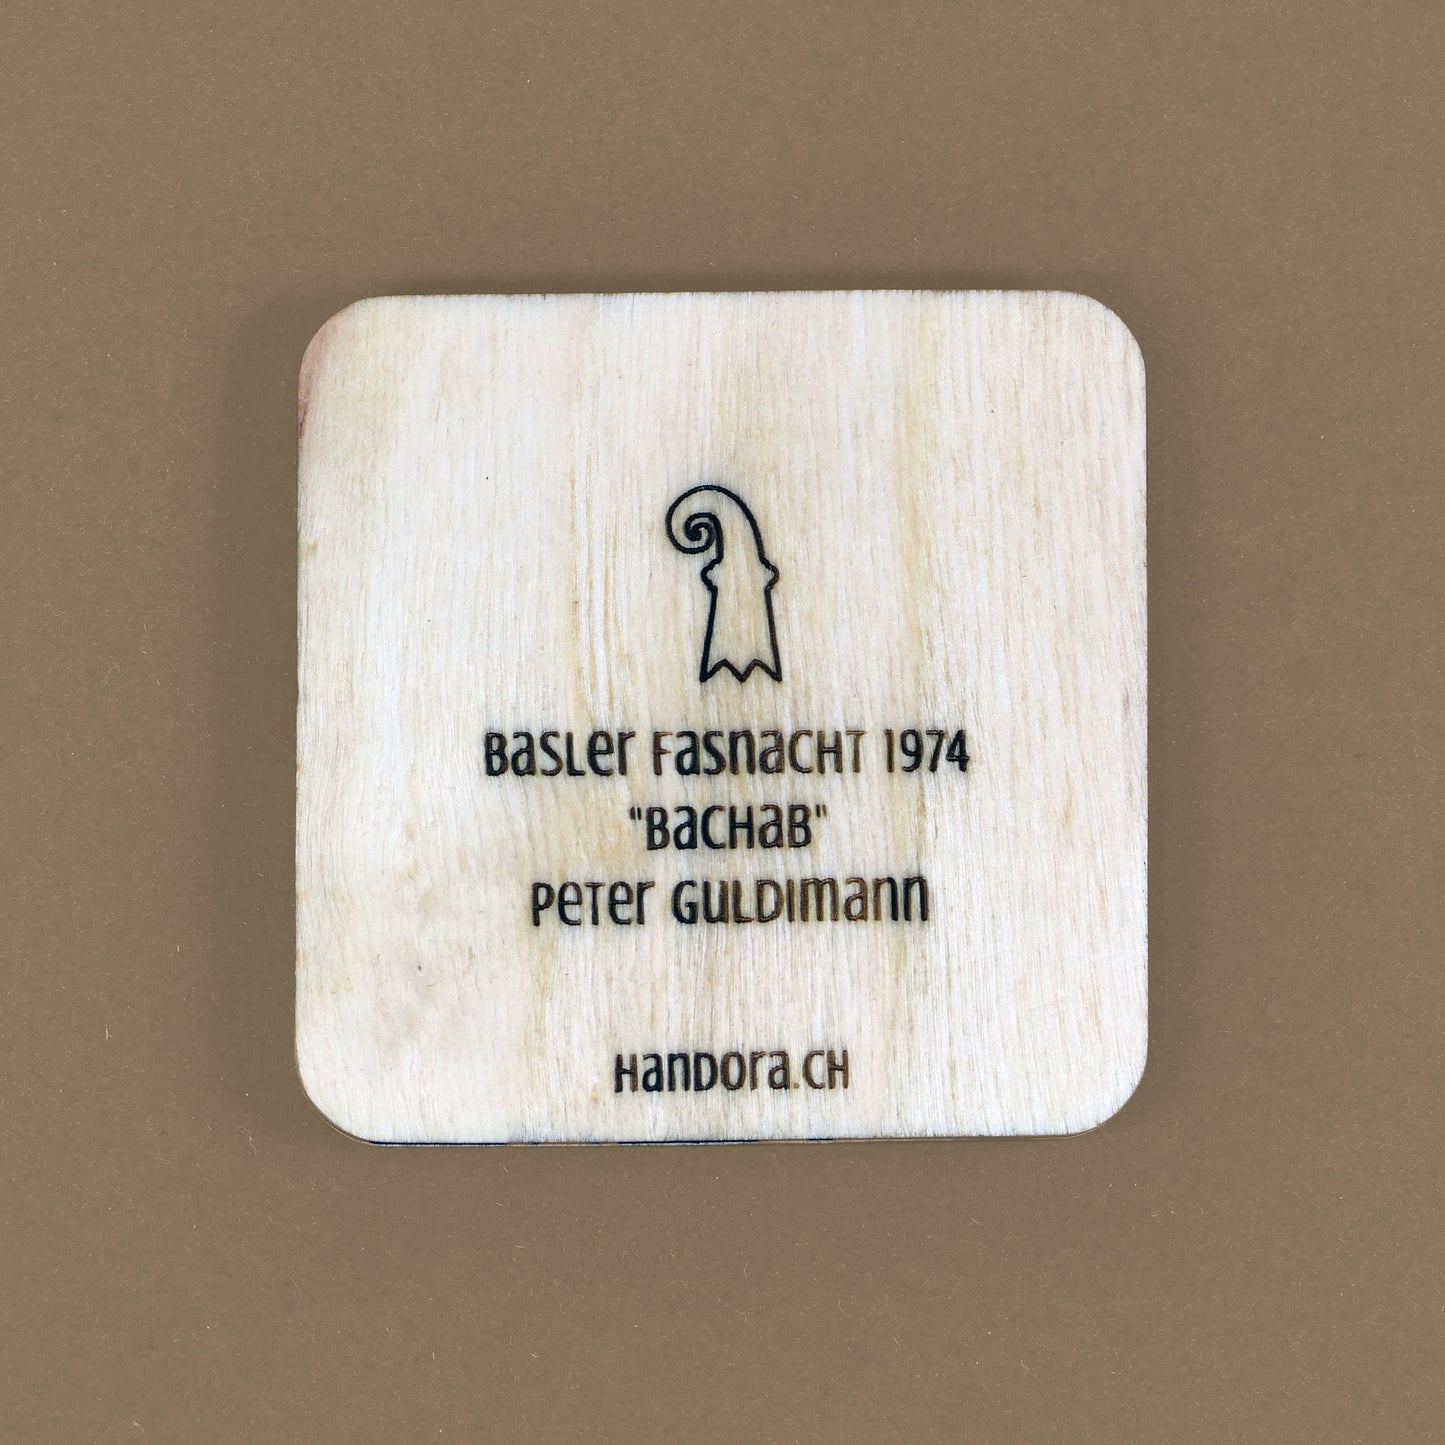 Basler Fasnacht 1974
"Bachab"
Peter Guldimann
Handora.ch